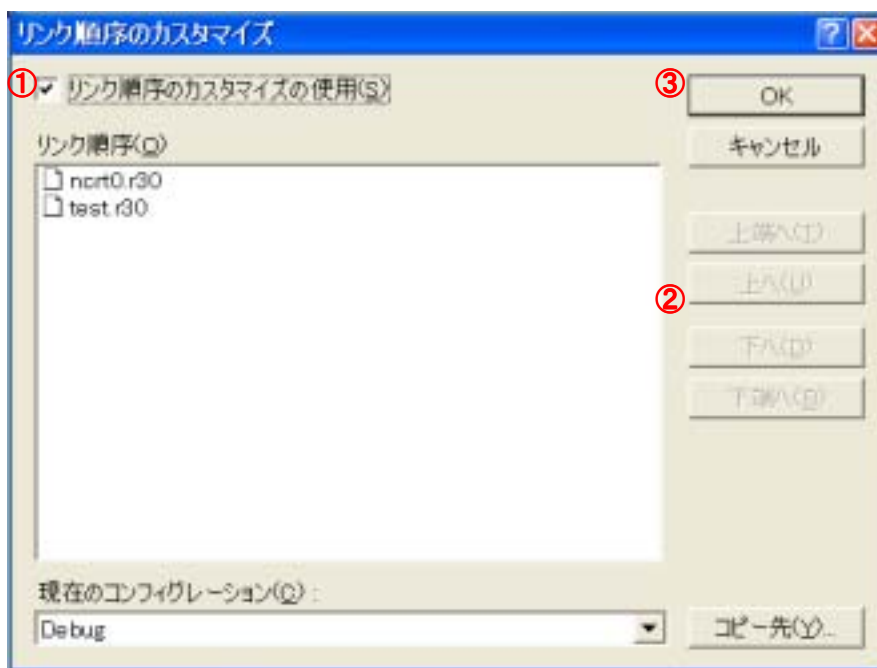 リンク順序のカスタマイズ
① リンク順序のカスタマイズの使用(S)
リンク順序(O)
ncrt0.r30
test.r30
③ OK
キャンセル
上端へ(T)
上へ(U)
②
下へ(D)
下端へ(B)
現在のコンフィグレーション(C) :
Debug
コピー先(Y)...